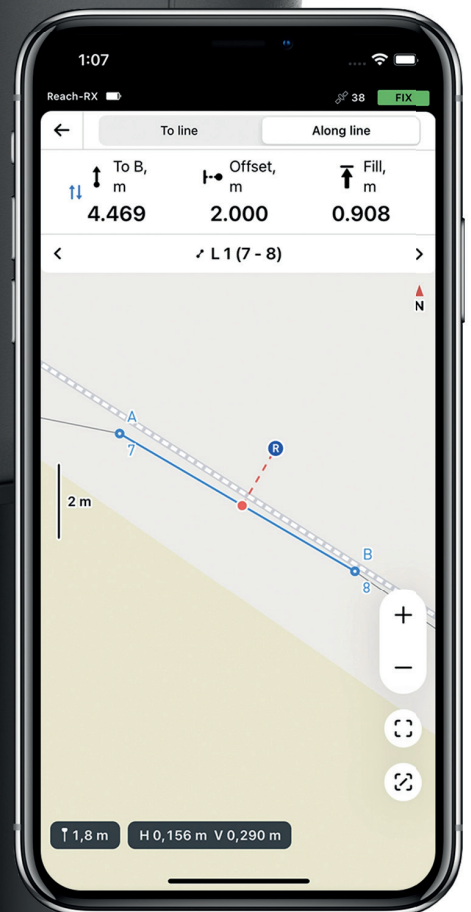 1:07
Reach-RX 38 FIX
To line Along line
To B, m Offset, m Fill, m
4.469 2.000 0.908
L 1 (7 - 8)
N
A
7
R
2 m
B
8
1,8 m H 0,156 m V 0,290 m